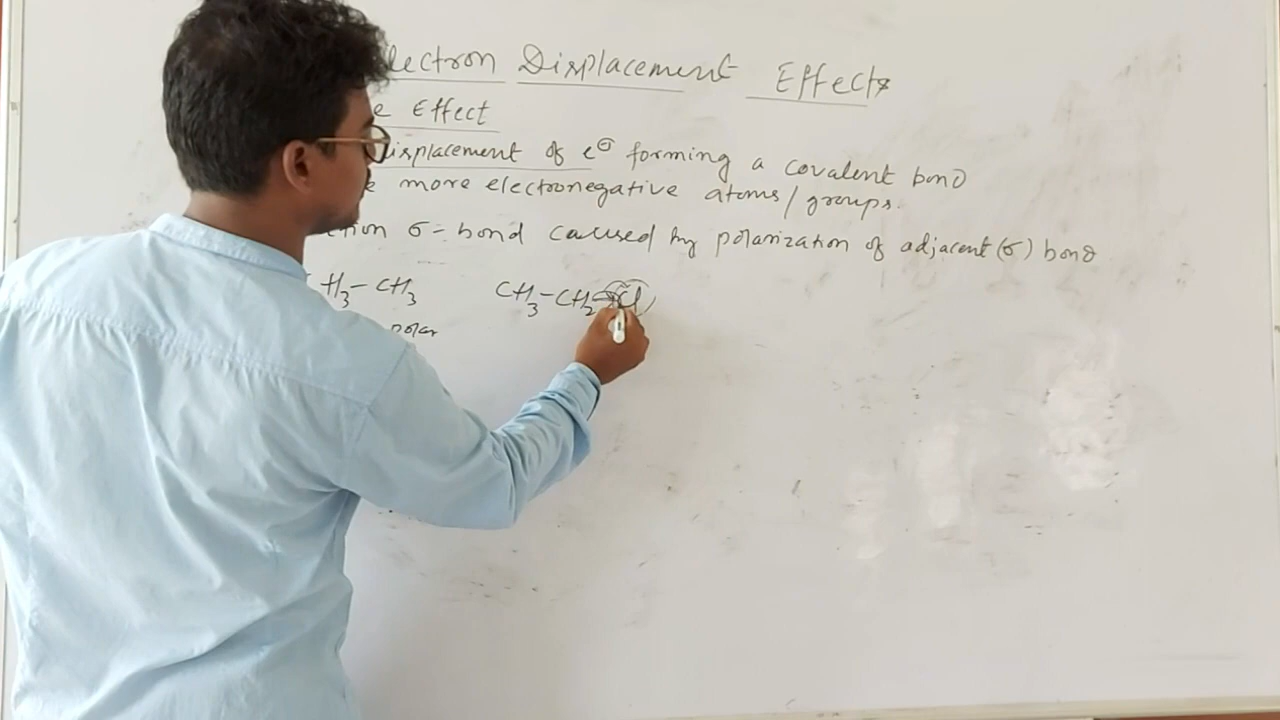 lectron Displacement Effects
e Effect
isplacement of e⊖ forming a covalent bond
e more electronegative atoms/groups.
tion σ-bond caused by polarization of adjacent (σ) bond
H3-CH3 CH3-CH2 Cl
polar